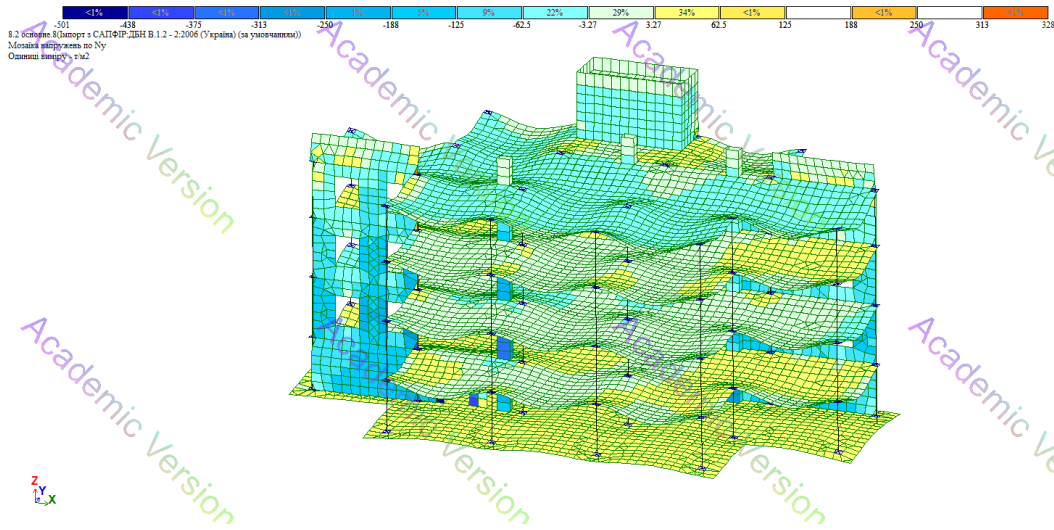 <1% <1% <1% <1% 1% 5% 9% 22% 29% 34% <1% <1% <1%
-501 -438 -375 -313 -250 -188 -125 -62.5 -3.27 3.27 62.5 125 188 250 313 328
8.2 основне.8(Імпорт з САПФІР;ДБН В.1.2 - 2:2006 (Україна) (за умовчанням))
Мозаїка напружень по Ny
Одиниці виміру - т/м2
Academic Version
Academic Version
Academic Version
Academic Version
Academic Version
Academic Version
Academic Version
Academic Version
Z
Y
X